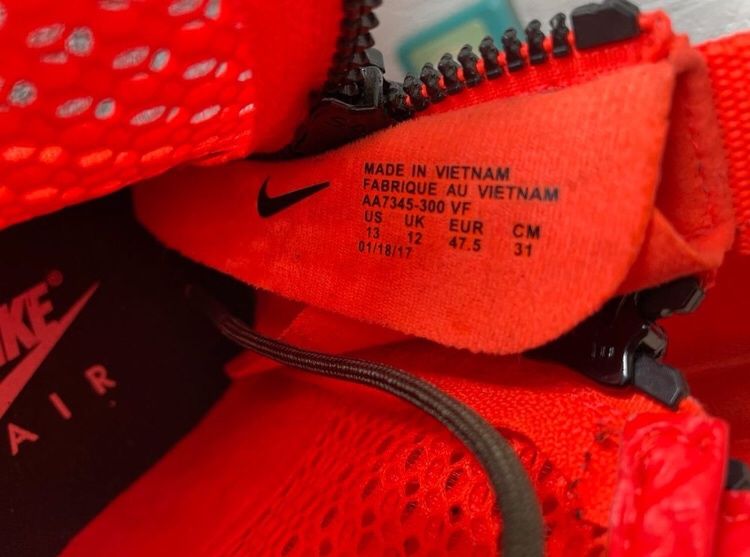 MADE IN VIETNAM
FABRIQUE AU VIETNAM
AA7345-300 VF
US UK EUR CM
13 12 47.5 31
01/18/17
IKE®
AIR